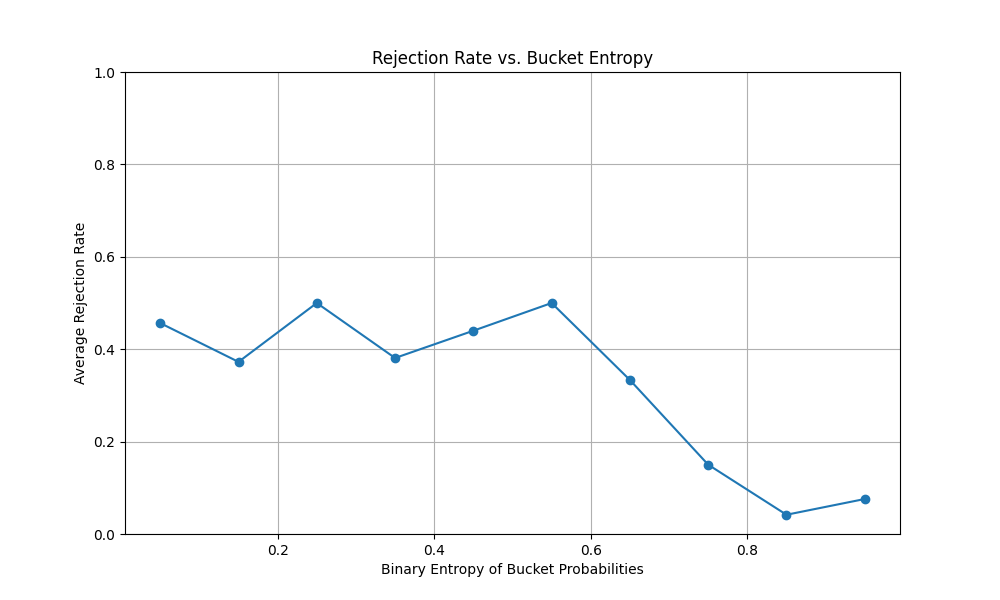 Rejection Rate vs. Bucket Entropy
1.0
0.8
0.6
0.4
0.2
0.0
Average Rejection Rate
0.2 0.4 0.6 0.8
Binary Entropy of Bucket Probabilities